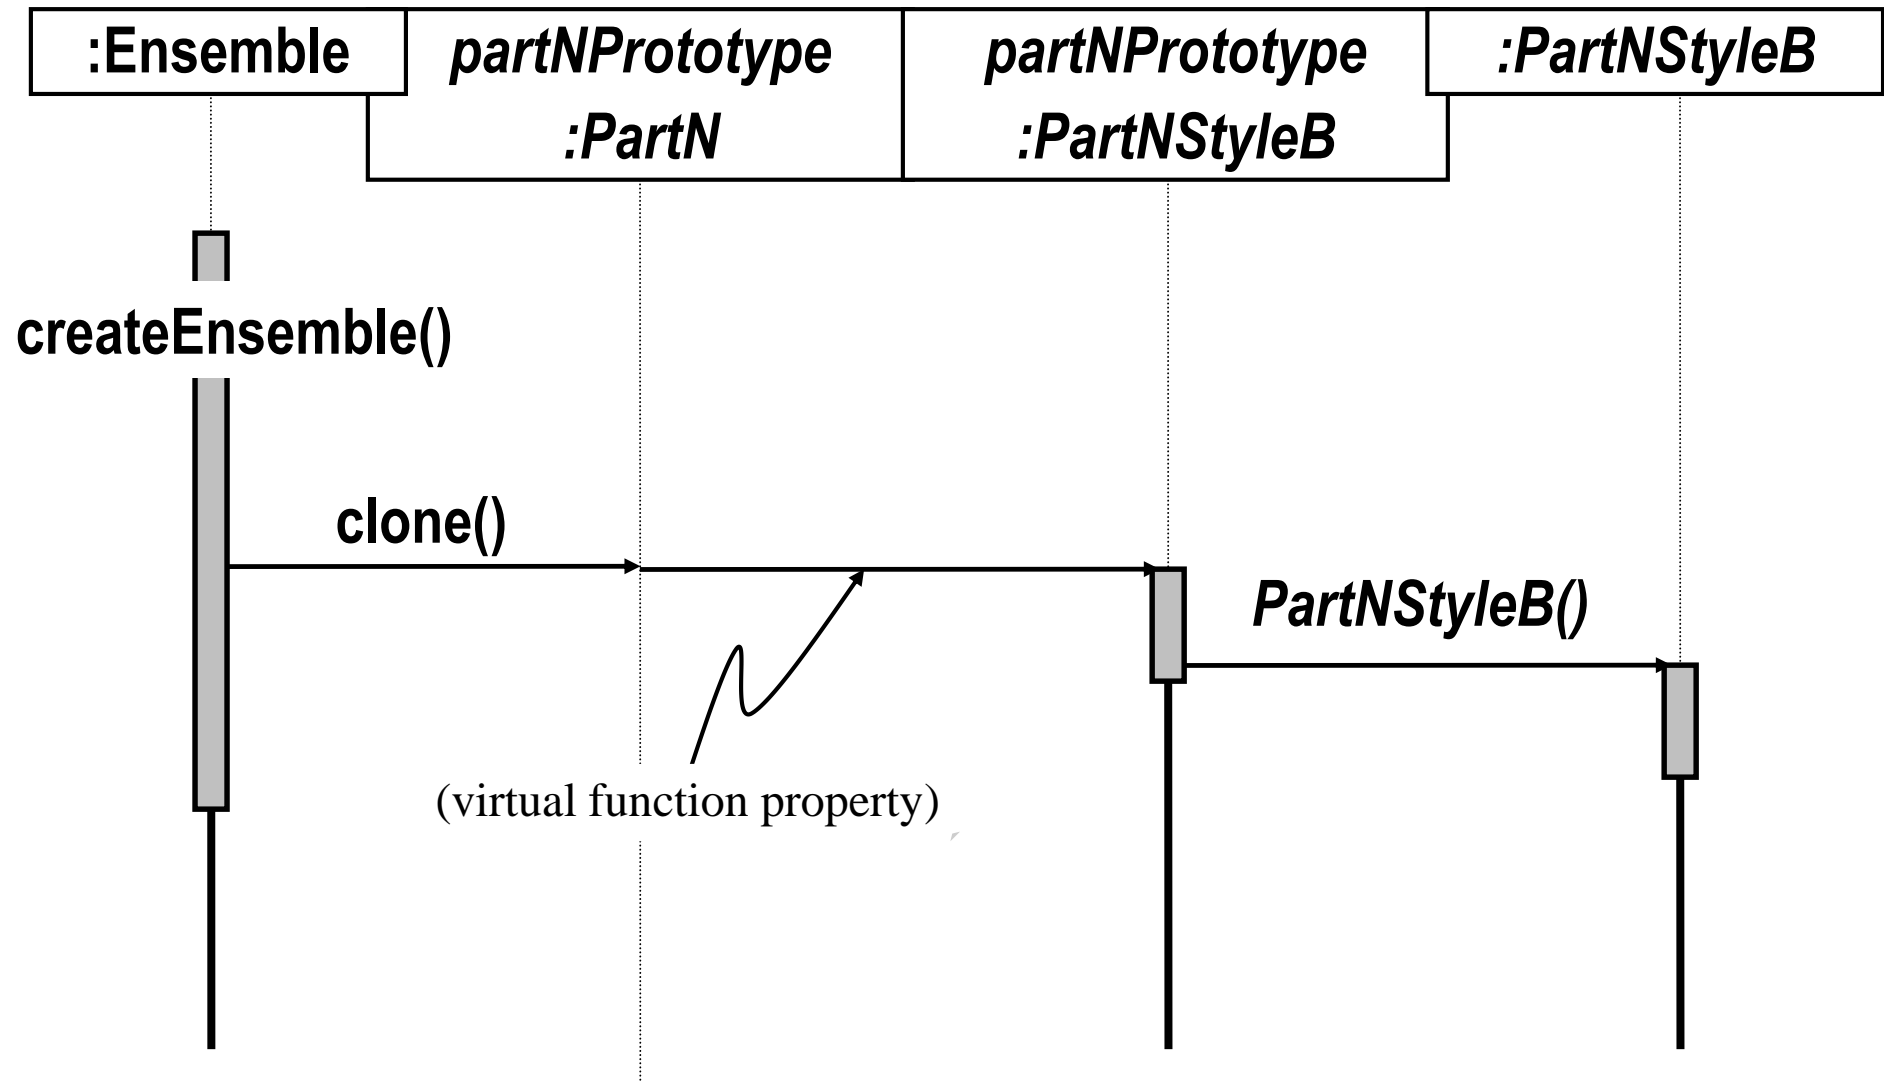 :Ensemble
partNPrototype
:PartN
partNPrototype
:PartNStyleB
:PartNStyleB
createEnsemble()
clone()
PartNStyleB()
(virtual function property)